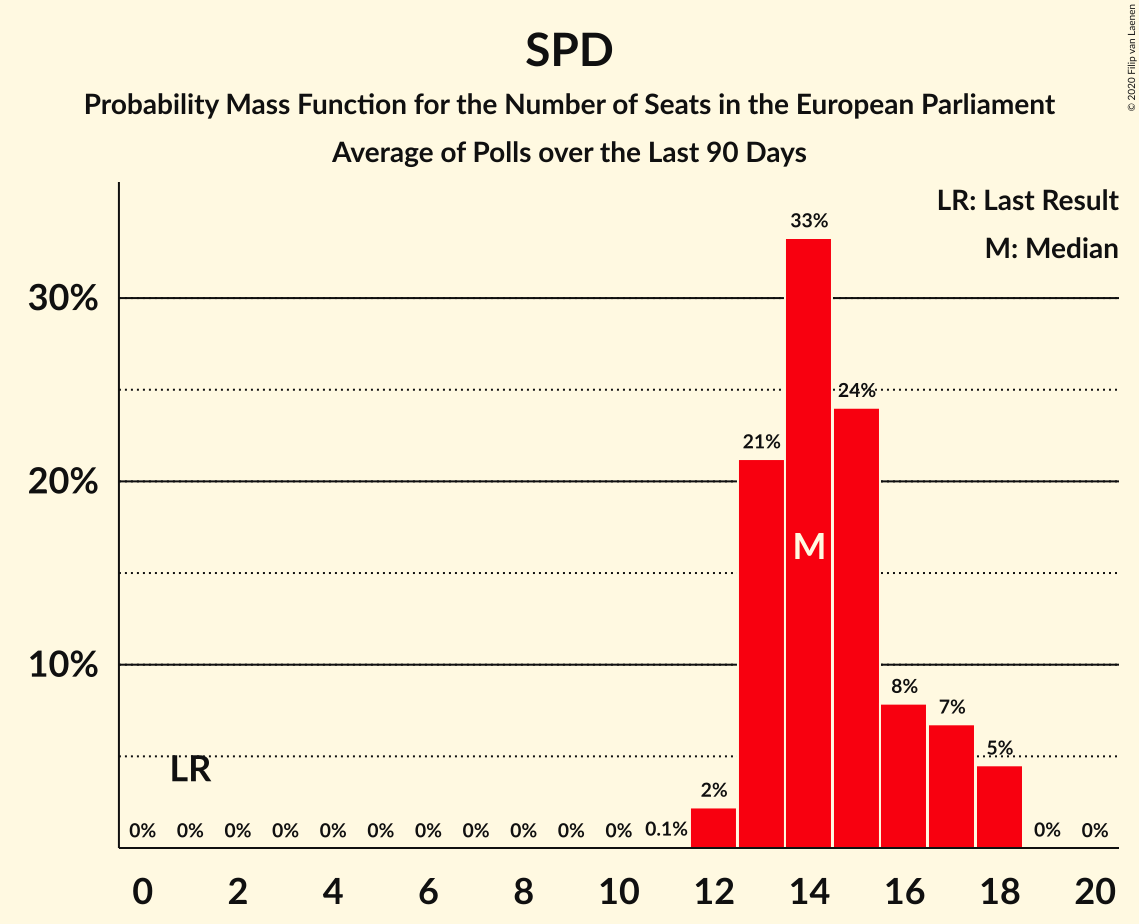 SPD
Probability Mass Function for the Number of Seats in the European Parliament
Average of Polls over the Last 90 Days
© 2020 Filip van Laenen
LR: Last Result
M: Median
33%
30%
24%
21%
20%
M
10%
8%
7%
5%
LR
2%
0% 0% 0% 0% 0% 0% 0% 0% 0% 0% 0% 0.1% 0% 0%
0 2 4 6 8 10 12 14 16 18 20